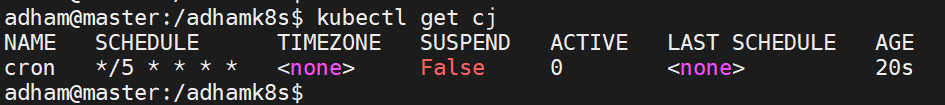 adham@master:/adhamk8s$ kubectl get cj
NAME   SCHEDULE      TIMEZONE   SUSPEND   ACTIVE   LAST SCHEDULE   AGE
cron   */5 * * * *   <none>     False     0        <none>          20s
adham@master:/adhamk8s$